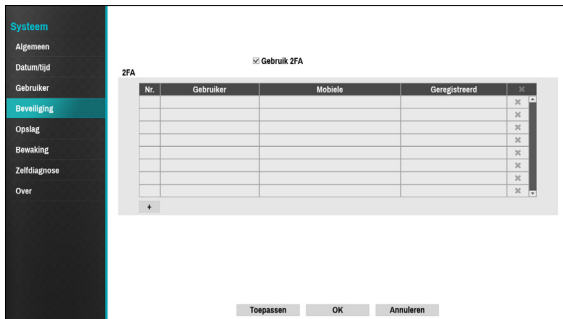 Systeem
Algemeen
Datum/tijd
Gebruiker
Beveiliging
Opslag
Bewaking
Zelfdiagnose
Over
Gebruik 2FA
2FA
Nr. Gebruiker Mobiele Geregistreerd
+
Toepassen OK Annuleren